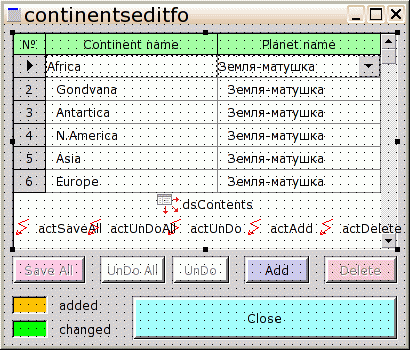 continentseditfo
№ Continent name Planet name
Africa Земля-матушка
2 Gondvana Земля-матушка
3 Antartica Земля-матушка
4 N.America Земля-матушка
5 Asia Земля-матушка
6 Europe Земля-матушка
dsContents
actSaveAll actUnDoAll actUnDo actAdd actDelete
Save All UnDo All UnDo Add Delete
added
changed
Close